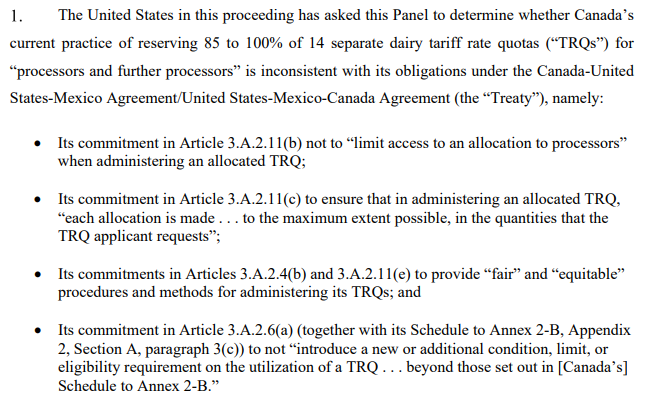 1. The United States in this proceeding has asked this Panel to determine whether Canada’s
current practice of reserving 85 to 100% of 14 separate dairy tariff rate quotas (“TRQs”) for
“processors and further processors” is inconsistent with its obligations under the Canada-United
States-Mexico Agreement/United States-Mexico-Canada Agreement (the “Treaty”), namely:
• Its commitment in Article 3.A.2.11(b) not to “limit access to an allocation to processors”
when administering an allocated TRQ;
• Its commitment in Article 3.A.2.11(c) to ensure that in administering an allocated TRQ,
“each allocation is made . . . to the maximum extent possible, in the quantities that the
TRQ applicant requests”;
• Its commitments in Articles 3.A.2.4(b) and 3.A.2.11(e) to provide “fair” and “equitable”
procedures and methods for administering its TRQs; and
• Its commitment in Article 3.A.2.6(a) (together with its Schedule to Annex 2-B, Appendix
2, Section A, paragraph 3(c)) to not “introduce a new or additional condition, limit, or
eligibility requirement on the utilization of a TRQ . . . beyond those set out in [Canada’s]
Schedule to Annex 2-B.”